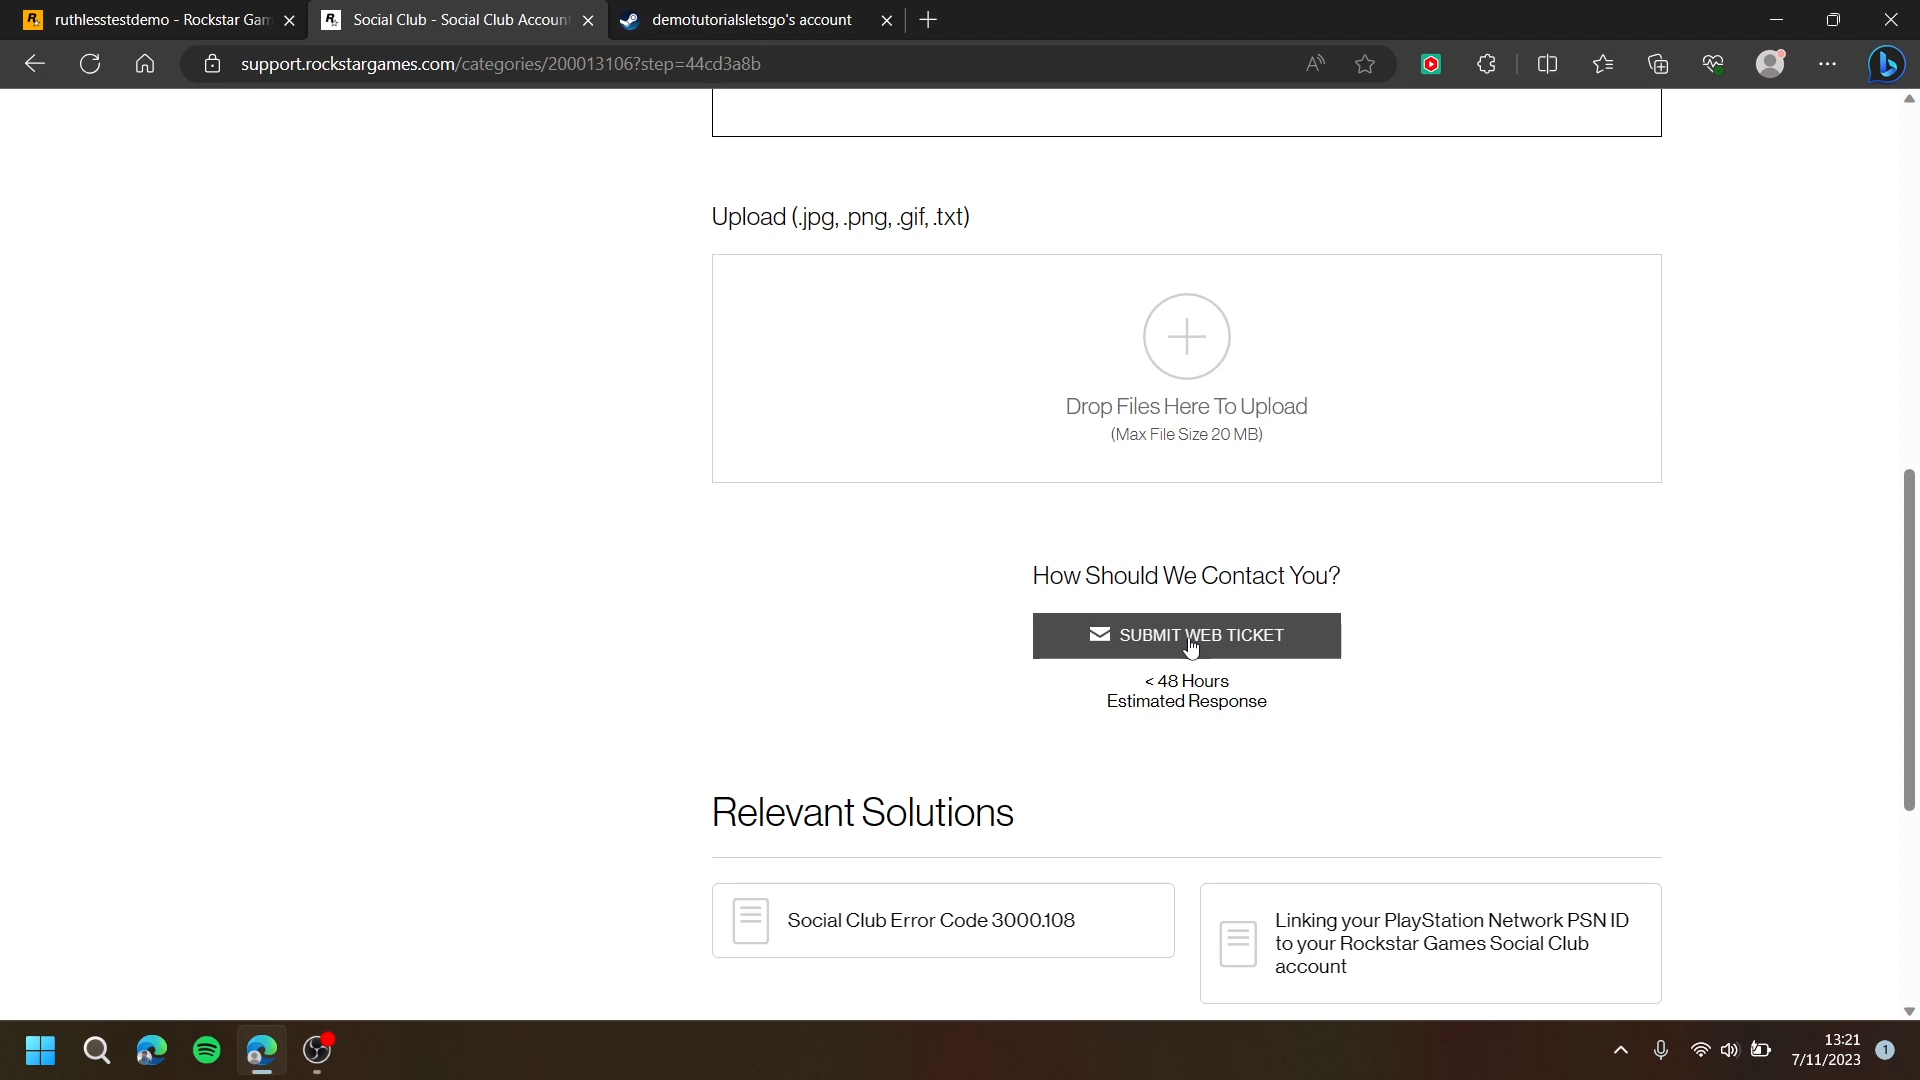 ruthlesstestdemo - Rockstar Gam
Social Club - Social Club Account
demotutorialsletsgo's account
support.rockstargames.com/categories/200013106?step=44cd3a8b
Upload (.jpg, .png, .gif, .txt)
Drop Files Here To Upload
(Max File Size 20 MB)
How Should We Contact You?
SUBMIT WEB TICKET
< 48 Hours
Estimated Response
Relevant Solutions
Social Club Error Code 3000.108
Linking your PlayStation Network PSN ID
to your Rockstar Games Social Club
account
13:21
7/11/2023
1